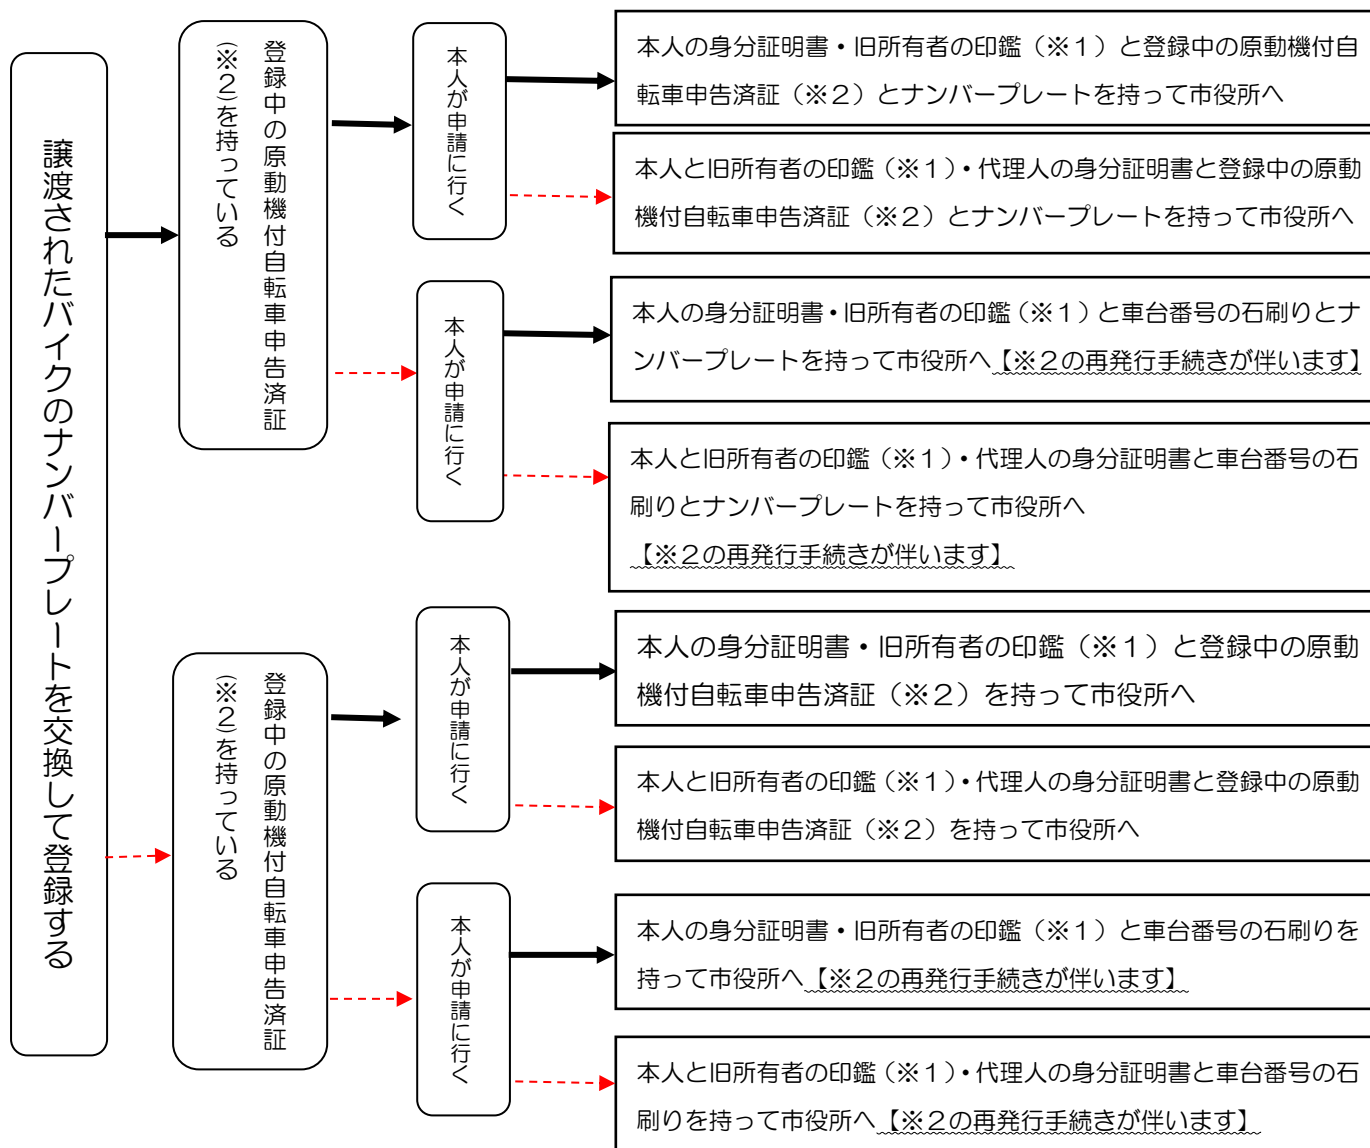 譲渡されたバイクのナンバープレートを交換して登録する
登録中の原動機付自転車申告済証
(※2)を持っている
本人が申請に行く
本人の身分証明書・旧所有者の印鑑（※１）と登録中の原動機付自
転車申告済証（※２）とナンバープレートを持って市役所へ
本人と旧所有者の印鑑（※１）・代理人の身分証明書と登録中の原動
機付自転車申告済証（※２）とナンバープレートを持って市役所へ
本人が申請に行く
本人の身分証明書・旧所有者の印鑑（※１）と車台番号の石刷りとナ
ンバープレートを持って市役所へ【※２の再発行手続きが伴います】
本人と旧所有者の印鑑（※１）・代理人の身分証明書と車台番号の石
刷りとナンバープレートを持って市役所へ
【※２の再発行手続きが伴います】
登録中の原動機付自転車申告済証
(※2)を持っている
本人が申請に行く
本人の身分証明書・旧所有者の印鑑（※１）と登録中の原動
機付自転車申告済証（※２）を持って市役所へ
本人と旧所有者の印鑑（※１）・代理人の身分証明書と登録中の原動
機付自転車申告済証（※２）を持って市役所へ
本人が申請に行く
本人の身分証明書・旧所有者の印鑑（※１）と車台番号の石刷りを
持って市役所へ【※２の再発行手続きが伴います】
本人と旧所有者の印鑑（※１）・代理人の身分証明書と車台番号の石
刷りを持って市役所へ【※２の再発行手続きが伴います】